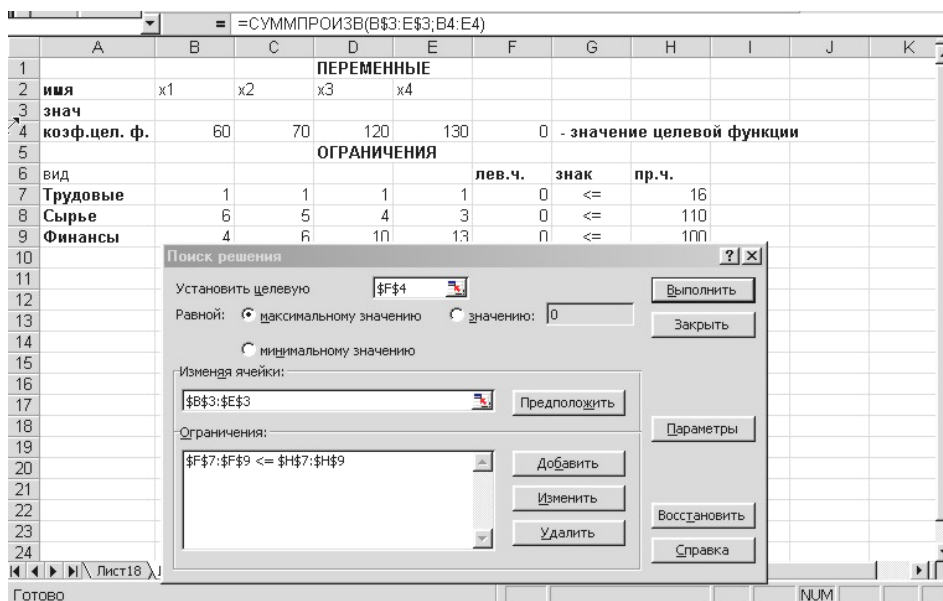 = =СУММПРОИЗВ(B$3:E$3;B4:E4)
A B C D E F G H I J K
1 ПЕРЕМЕННЫЕ
2 имя x1 x2 x3 x4
3 знач
4 коэф.цел. ф. 60 70 120 130 0 - значение целевой функции
5 ОГРАНИЧЕНИЯ
6 вид лев.ч. знак пр.ч.
7 Трудовые 1 1 1 1 0 <= 16
8 Сырье 6 5 4 3 0 <= 110
9 Финансы 4 6 10 13 0 <= 100
10 Поиск решения ? x
11
12 Установить целевую $F$4 Выполнить
13 Равной: максимальному значению значению: 0 Закрыть
14 минимальному значению
15 Изменяя ячейки:
16
17 $B$3:$E$3 Предположить
18 Ограничения: Параметры
19
20 $F$7:$F$9 <= $H$7:$H$9 Добавить
21
22 Изменить Восстановить
23 Удалить
24 Справка
Лист18
Готово NUM